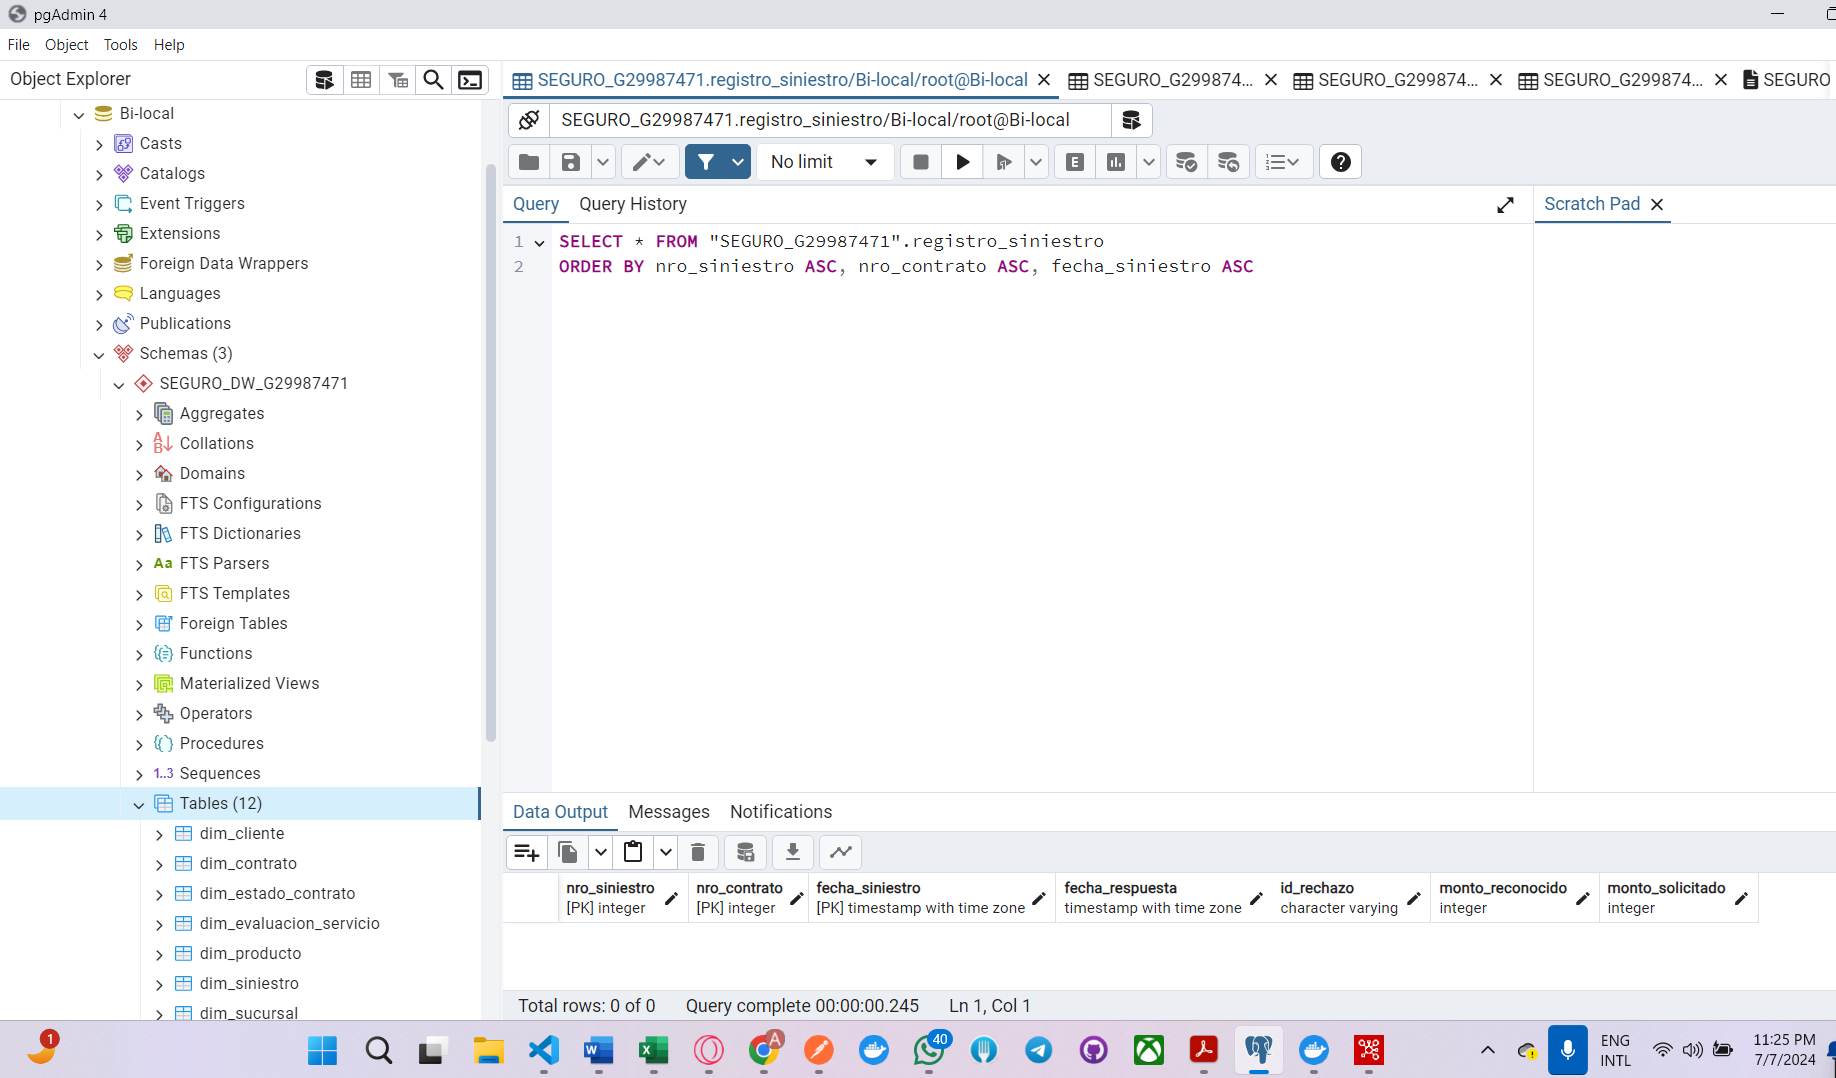 pgAdmin 4
File Object Tools Help
Object Explorer
Bi-local
Casts
Catalogs
Event Triggers
Extensions
Foreign Data Wrappers
Languages
Publications
Schemas (3)
SEGURO_DW_G29987471
Aggregates
Collations
Domains
FTS Configurations
FTS Dictionaries
Aa FTS Parsers
FTS Templates
Foreign Tables
Functions
Materialized Views
Operators
Procedures
1..3 Sequences
Tables (12)
dim_cliente
dim_contrato
dim_estado_contrato
dim_evaluacion_servicio
dim_producto
dim_siniestro
dim_sucursal
SEGURO_G29987471.registro_siniestro/Bi-local/root@Bi-local SEGURO_G299874... SEGURO_G299874... SEGURO_G299874... SEGURO
SEGURO_G29987471.registro_siniestro/Bi-local/root@Bi-local
No limit E
Query Query History Scratch Pad
1 SELECT * FROM "SEGURO_G29987471".registro_siniestro
2 ORDER BY nro_siniestro ASC, nro_contrato ASC, fecha_siniestro ASC
Data Output Messages Notifications
nro_siniestro nro_contrato fecha_siniestro fecha_respuesta id_rechazo monto_reconocido monto_solicitado
[PK] integer [PK] integer [PK] timestamp with time zone timestamp with time zone character varying integer integer
Total rows: 0 of 0 Query complete 00:00:00.245 Ln 1, Col 1
1 W X A 40 ENG 11:25 PM
INTL 7/7/2024